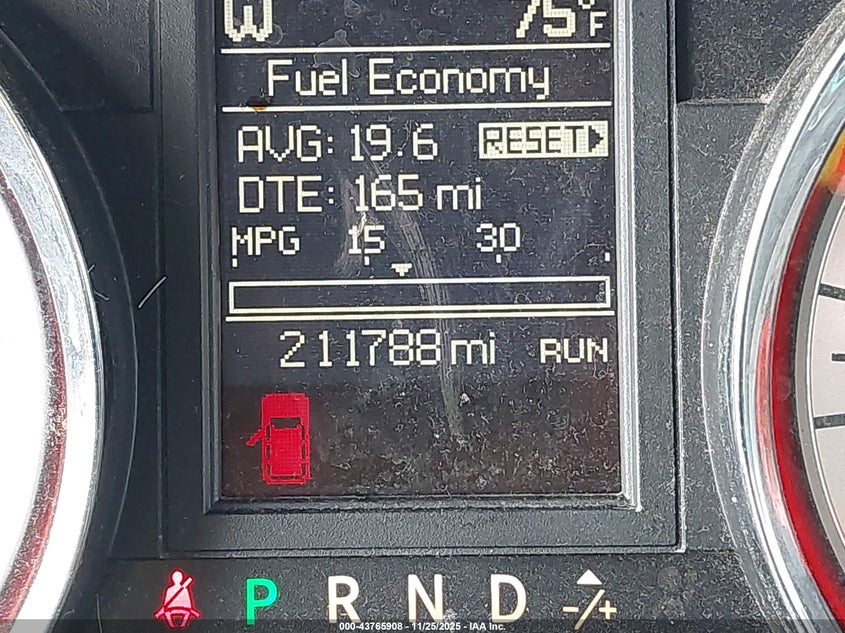 W 75°F
Fuel Economy
AVG: 19.6 RESET
DTE: 165 mi
MPG 15 30
211788 mi RUN
P R N D -/+
000-43765908 - 11/25/2025 - IAA Inc.